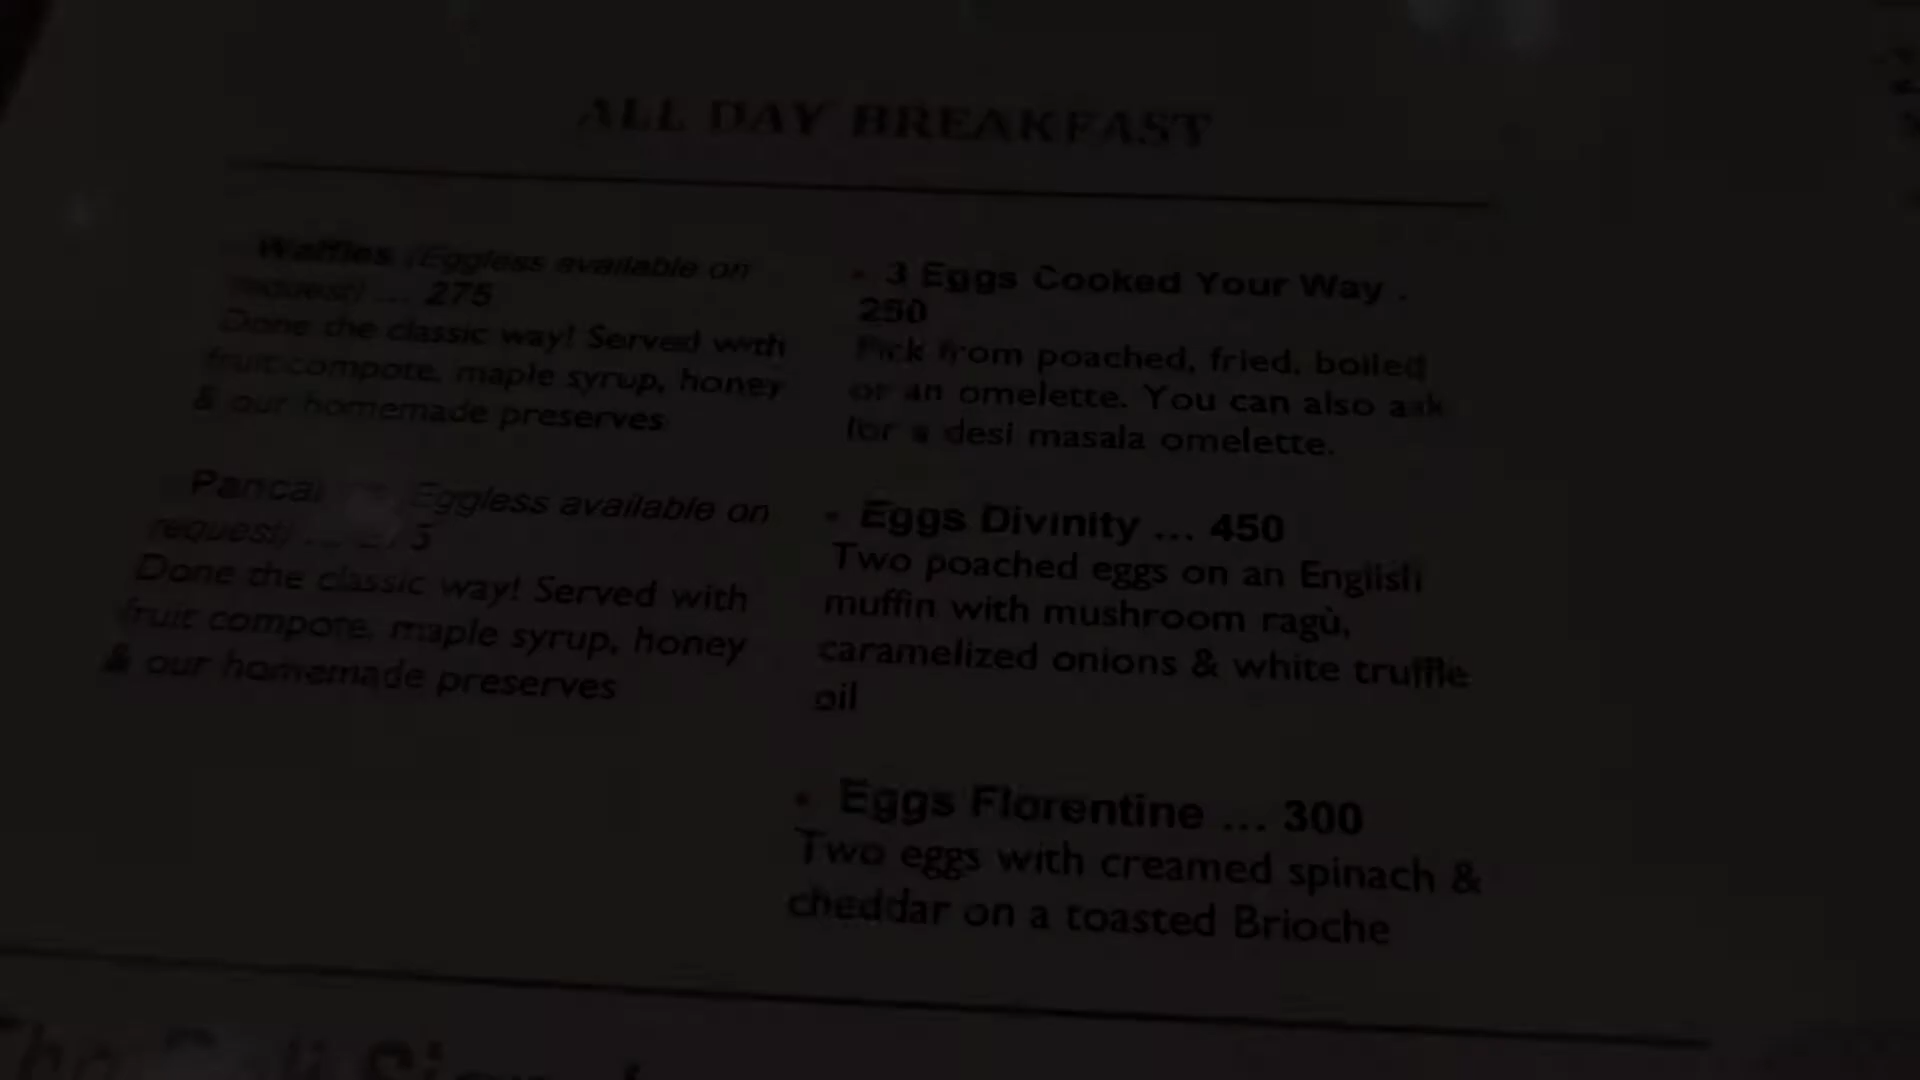 ALL DAY BREAKFAST
Waffles (Eggless available on
request) ... 275
Done the classic way! Served with
fruit compote, maple syrup, honey
& our homemade preserves
Eggless available on
request)
Done the classic way! Served with
fruit compote, maple syrup, honey
& our homemade preserves
3 Eggs Cooked Your Way .
250
Pick from poached, fried, boiled
or an omelette. You can also ask
for a desi masala omelette.
Eggs Divinity ... 450
Two poached eggs on an English
muffin with mushroom ragù,
caramelized onions & white truffle
oil
Eggs Florentine ... 300
Two eggs with creamed spinach &
cheddar on a toasted Brioche